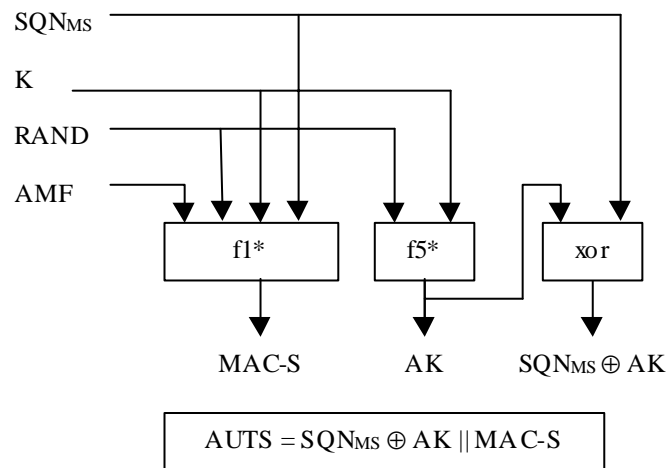 SQNMS
K
RAND
AMF
f1*
f5*
xor
MAC-S
AK
SQNMS ⊕ AK
AUTS = SQNMS ⊕ AK || MAC-S